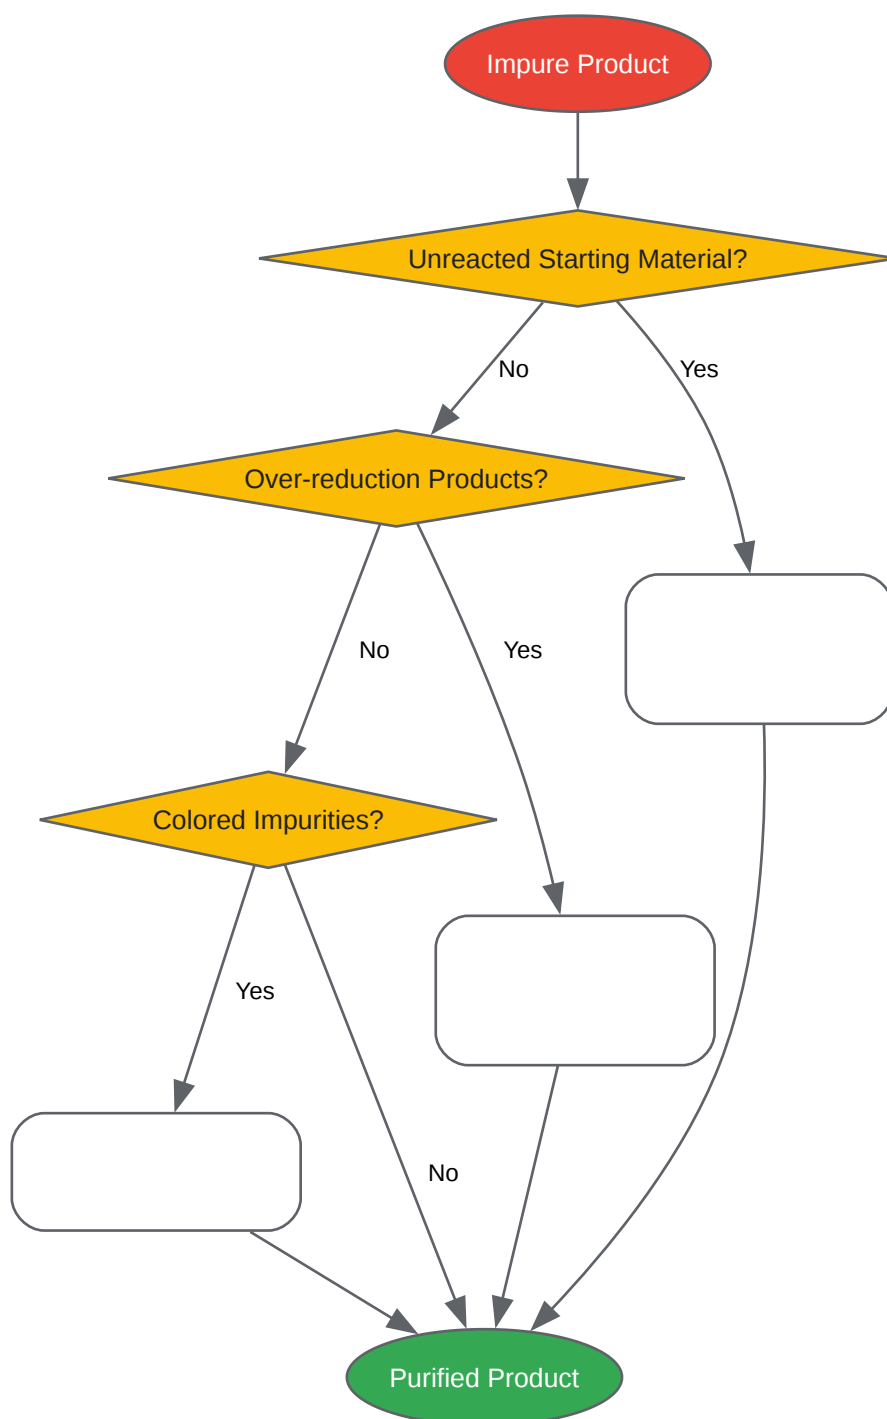 Impure Product
Unreacted Starting Material?
No
Yes
Over-reduction Products?
No
Yes
Colored Impurities?
Yes
No
Purified Product